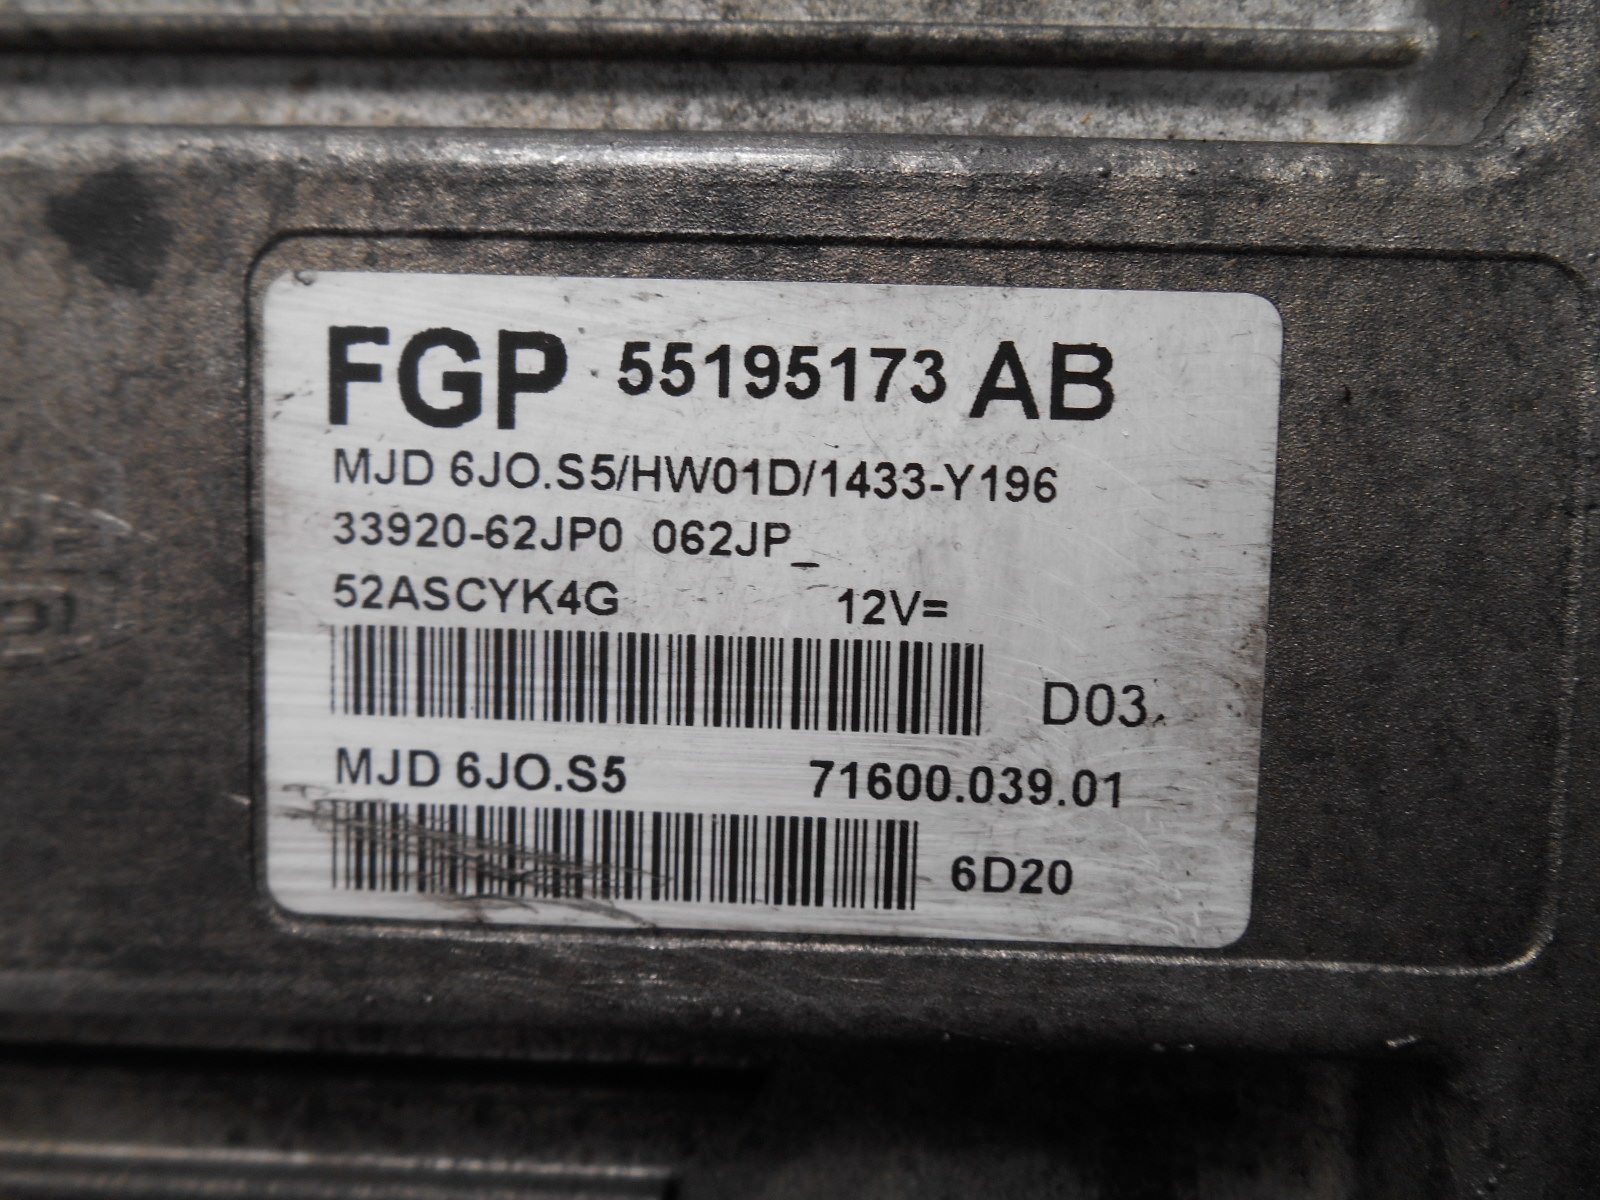 FGP 55195173 AB
MJD 6JO.S5/HW01D/1433-Y196
33920-62JP0 062JP_
52ASCYK4G 12V=
D03
MJD 6JO.S5 71600.039.01
6D20